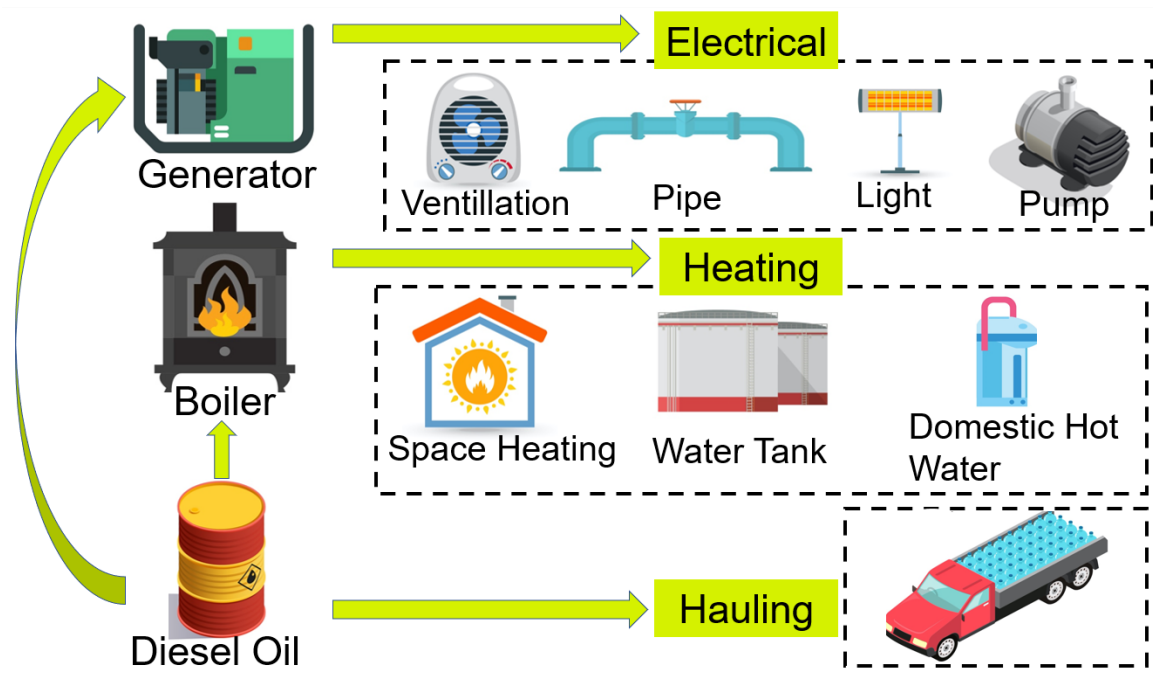 Electrical
Generator
Ventillation
Pipe
Light
Pump
Heating
Boiler
Space Heating
Water Tank
Domestic Hot
Water
Diesel Oil
Hauling